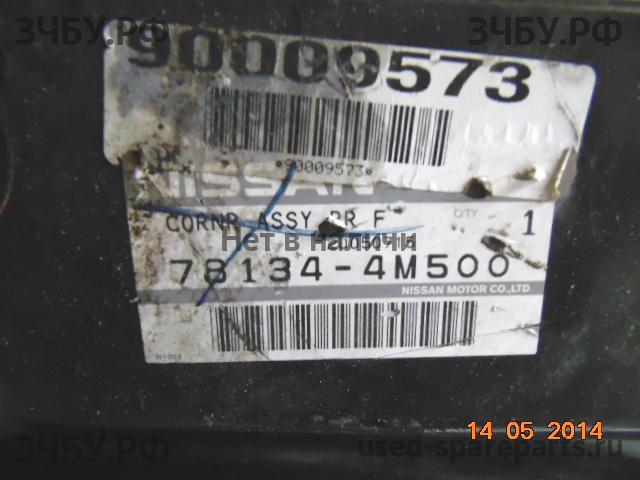 ЗЧБУ.РФ ЗЧБУ.РФ
90009573
*90009573*
NISSAN
CORNR ASSY RR F QTY 1
Нет в наличии
78134-4M500
NISSAN MOTOR CO.,LTD
14 05 2014
ЗЧБУ.РФ used-spareparts.ru